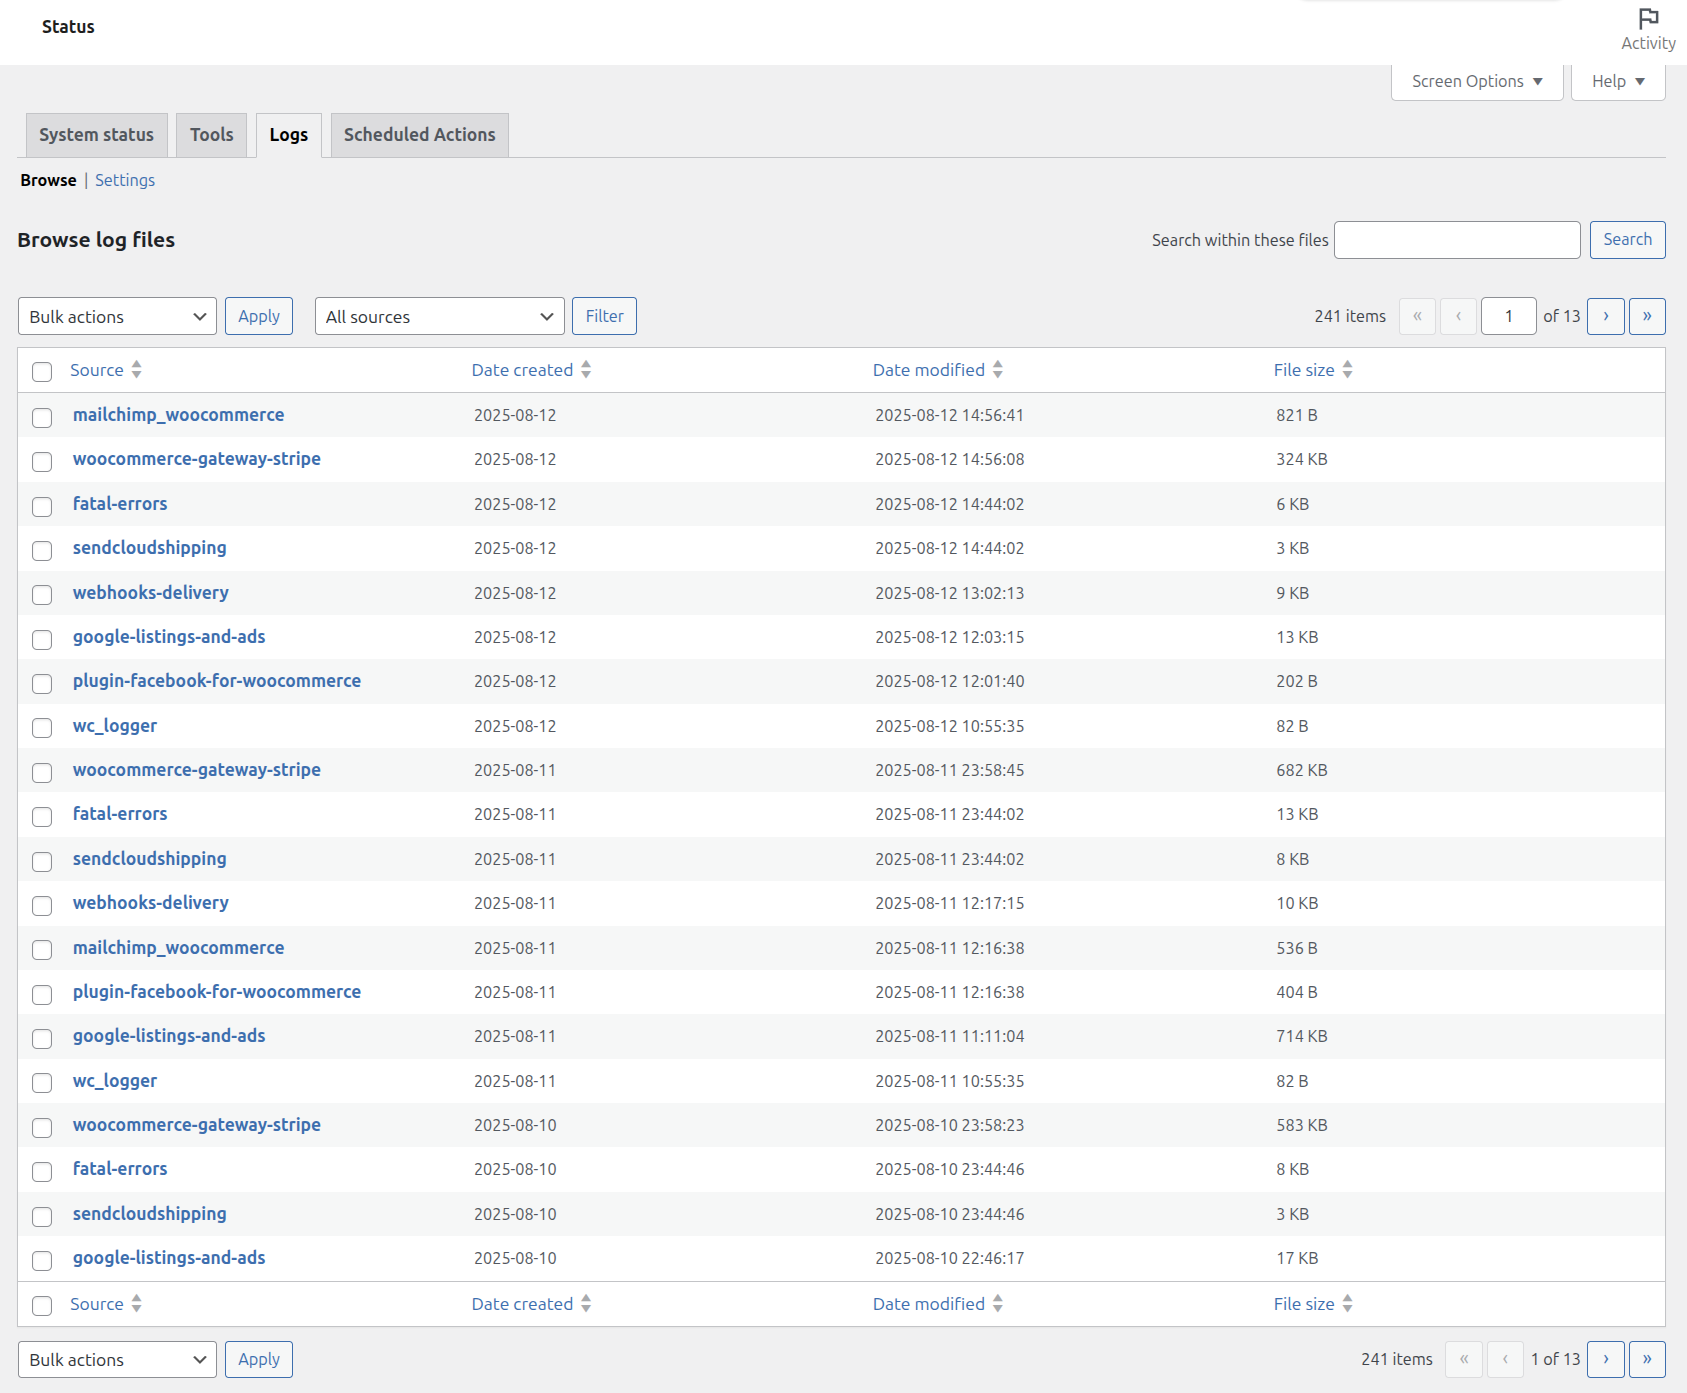 Status
Activity
Screen Options
Help
System status
Tools
Logs
Scheduled Actions
Browse | Settings
Browse log files
Search within these files
Search
Bulk actions
Apply
All sources
Filter
241 items « ‹ 1 of 13 › »
Source Date created Date modified File size
mailchimp_woocommerce 2025-08-12 2025-08-12 14:56:41 821 B
woocommerce-gateway-stripe 2025-08-12 2025-08-12 14:56:08 324 KB
fatal-errors 2025-08-12 2025-08-12 14:44:02 6 KB
sendcloudshipping 2025-08-12 2025-08-12 14:44:02 3 KB
webhooks-delivery 2025-08-12 2025-08-12 13:02:13 9 KB
google-listings-and-ads 2025-08-12 2025-08-12 12:03:15 13 KB
plugin-facebook-for-woocommerce 2025-08-12 2025-08-12 12:01:40 202 B
wc_logger 2025-08-12 2025-08-12 10:55:35 82 B
woocommerce-gateway-stripe 2025-08-11 2025-08-11 23:58:45 682 KB
fatal-errors 2025-08-11 2025-08-11 23:44:02 13 KB
sendcloudshipping 2025-08-11 2025-08-11 23:44:02 8 KB
webhooks-delivery 2025-08-11 2025-08-11 12:17:15 10 KB
mailchimp_woocommerce 2025-08-11 2025-08-11 12:16:38 536 B
plugin-facebook-for-woocommerce 2025-08-11 2025-08-11 12:16:38 404 B
google-listings-and-ads 2025-08-11 2025-08-11 11:11:04 714 KB
wc_logger 2025-08-11 2025-08-11 10:55:35 82 B
woocommerce-gateway-stripe 2025-08-10 2025-08-10 23:58:23 583 KB
fatal-errors 2025-08-10 2025-08-10 23:44:46 8 KB
sendcloudshipping 2025-08-10 2025-08-10 23:44:46 3 KB
google-listings-and-ads 2025-08-10 2025-08-10 22:46:17 17 KB
Source Date created Date modified File size
Bulk actions
Apply
241 items « ‹ 1 of 13 › »